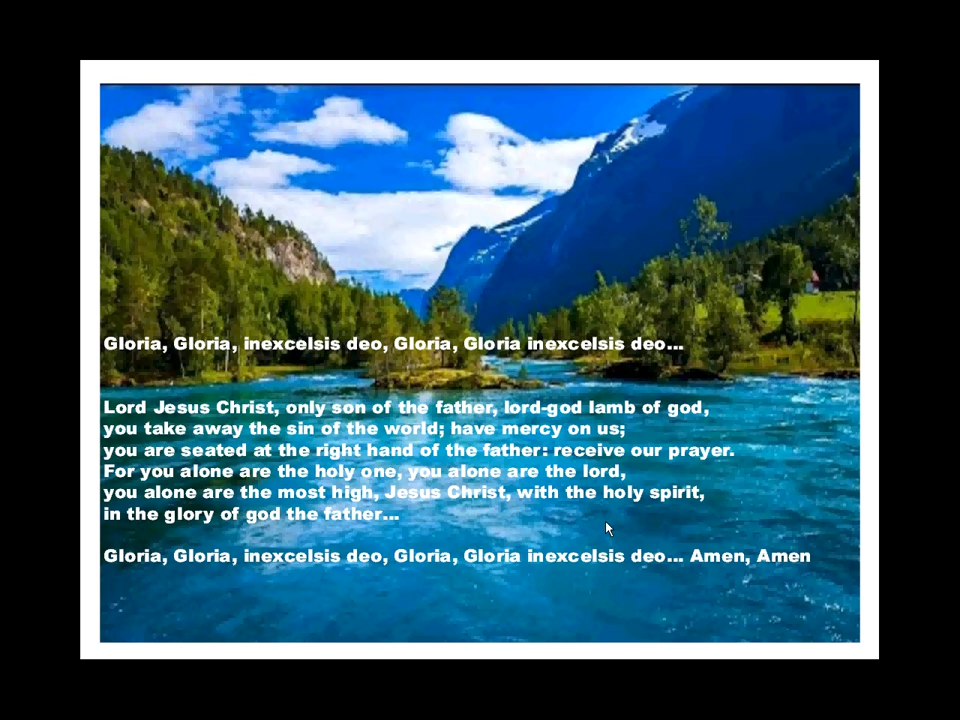 Gloria, Gloria, inexcelsis deo, Gloria, Gloria inexcelsis deo...
Lord Jesus Christ, only son of the father, lord-god lamb of god,
you take away the sin of the world; have mercy on us;
you are seated at the right hand of the father: receive our prayer.
For you alone are the holy one, you alone are the lord,
you alone are the most high, Jesus Christ, with the holy spirit,
in the glory of god the father...
Gloria, Gloria, inexcelsis deo, Gloria, Gloria inexcelsis deo... Amen, Amen